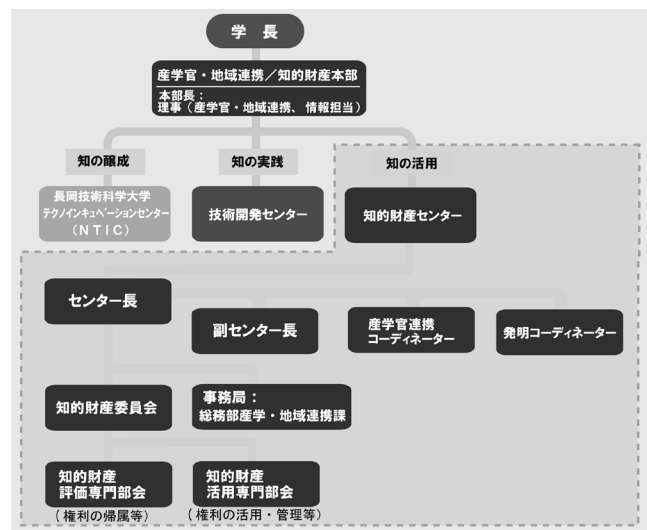 学 長
産学官・地域連携／知的財産本部
本部長：
理事（産学官・地域連携、情報担当）
知の醸成
知の実践
知の活用
長岡技術科学大学
テクノインキュベーションセンター
（NTIC）
技術開発センター
知的財産センター
センター長
副センター長
産学官連携
コーディネーター
発明コーディネーター
知的財産委員会
事務局：
総務部産学・地域連携課
知的財産
評価専門部会
（権利の帰属等）
知的財産
活用専門部会
（権利の活用・管理等）